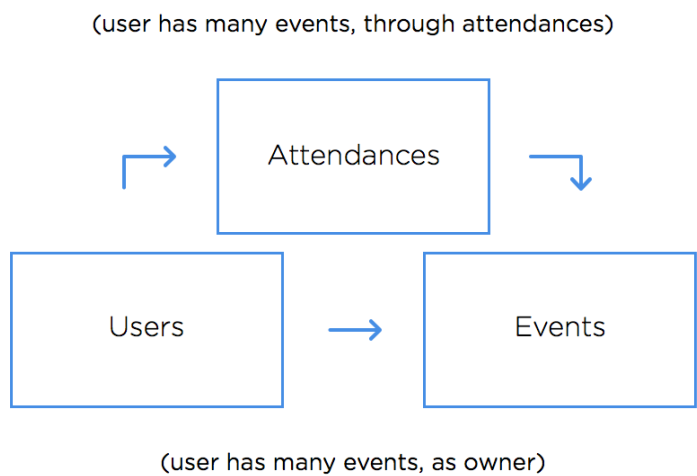 (user has many events, through attendances)
Attendances
Users
Events
(user has many events, as owner)